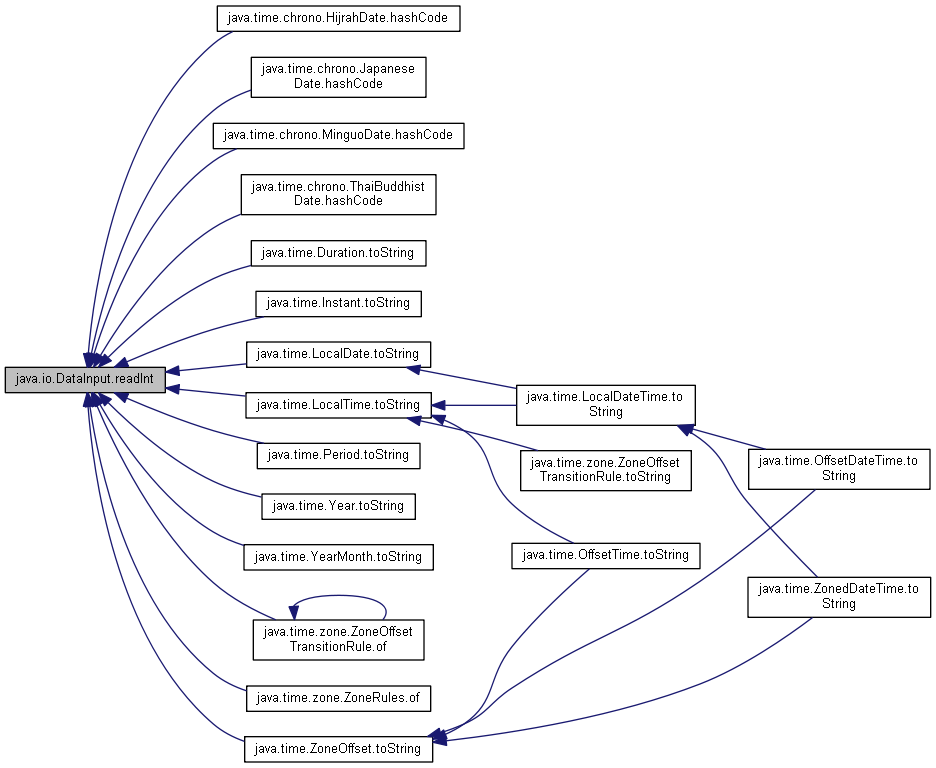 java.time.chrono.HijrahDate.hashCode
java.time.chrono.Japanese
Date.hashCode
java.time.chrono.MinguoDate.hashCode
java.time.chrono.ThaiBuddhist
Date.hashCode
java.time.Duration.toString
java.time.Instant.toString
java.time.LocalDate.toString
java.io.DataInput.readInt
java.time.LocalTime.toString
java.time.LocalDateTime.to
String
java.time.Period.toString
java.time.zone.ZoneOffset
TransitionRule.toString
java.time.OffsetDateTime.to
String
java.time.Year.toString
java.time.YearMonth.toString
java.time.OffsetTime.toString
java.time.ZonedDateTime.to
String
java.time.zone.ZoneOffset
TransitionRule.of
java.time.zone.ZoneRules.of
java.time.ZoneOffset.toString